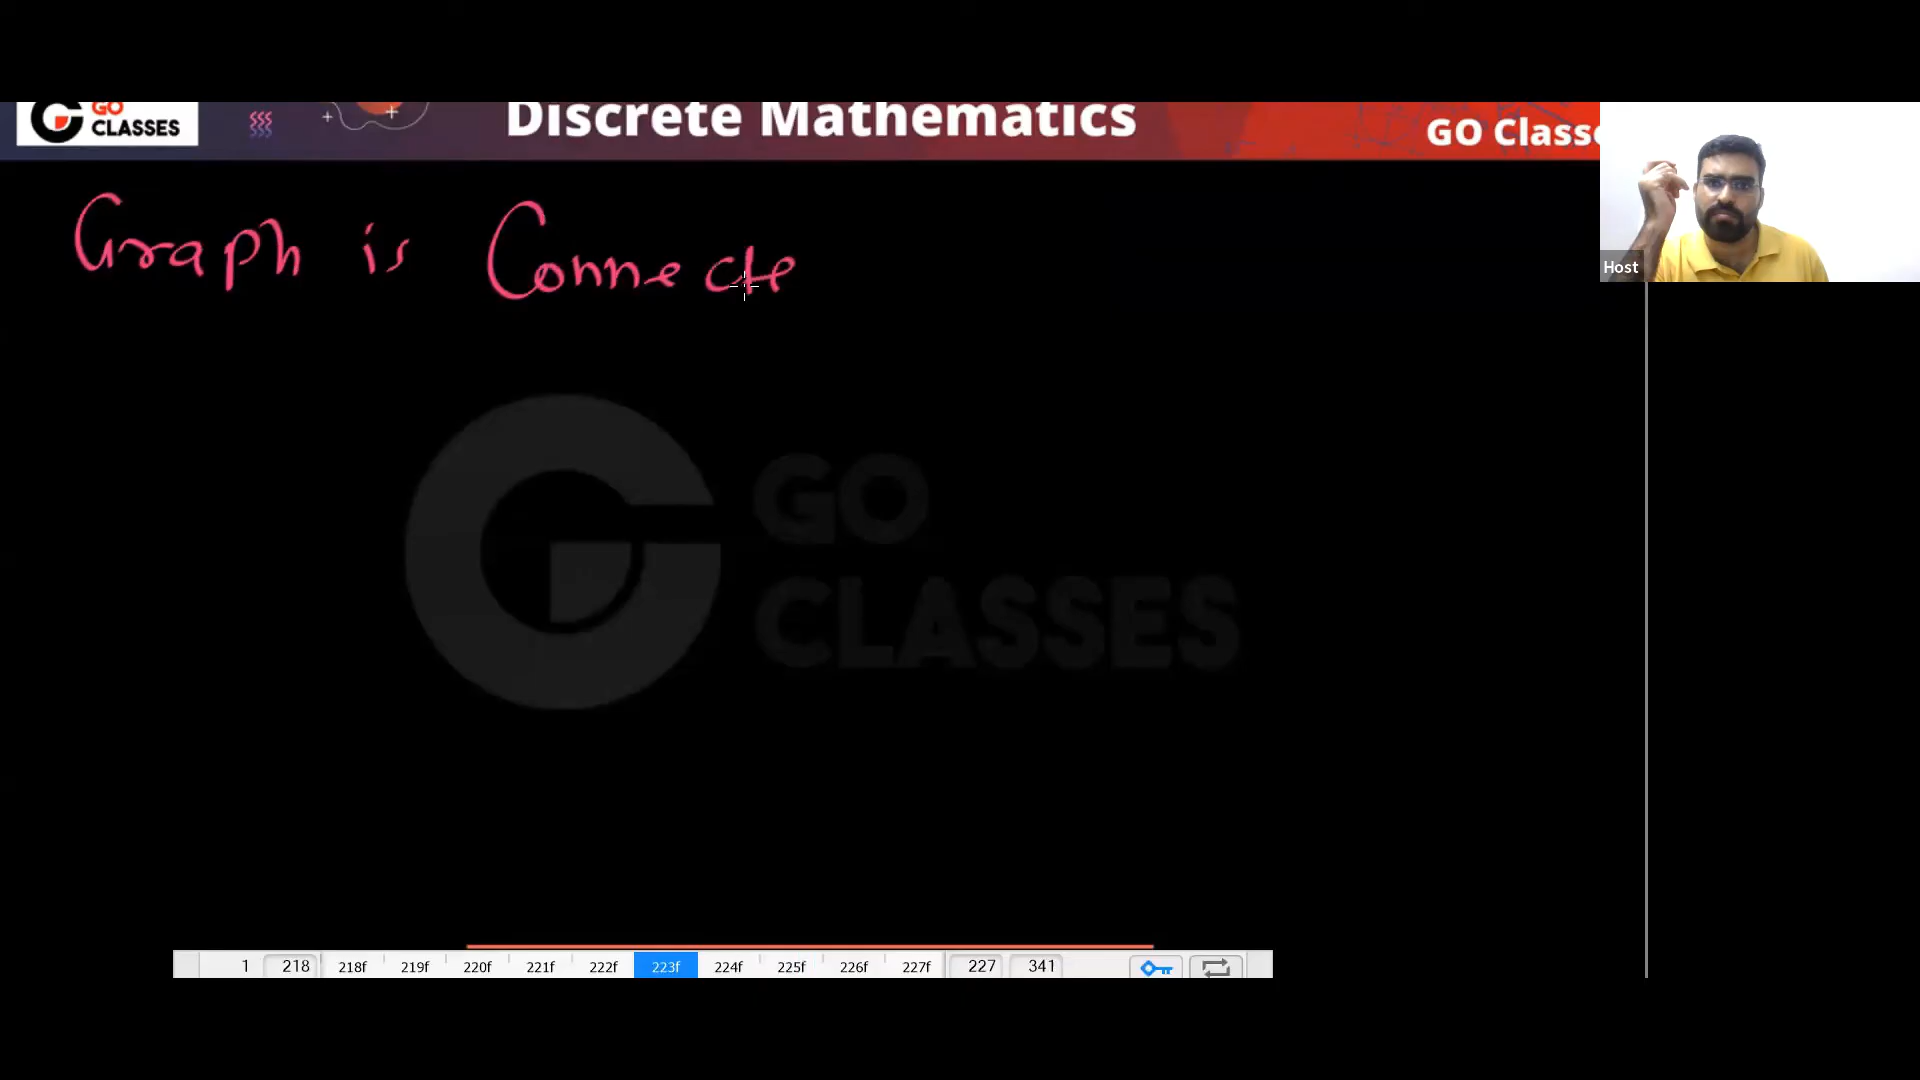 GO
CLASSES
Discrete Mathematics
GO Classe
Graph is Connecte
Host
GO
CLASSES
1 218 218f 219f 220f 221f 222f 223f 224f 225f 226f 227f 227 341